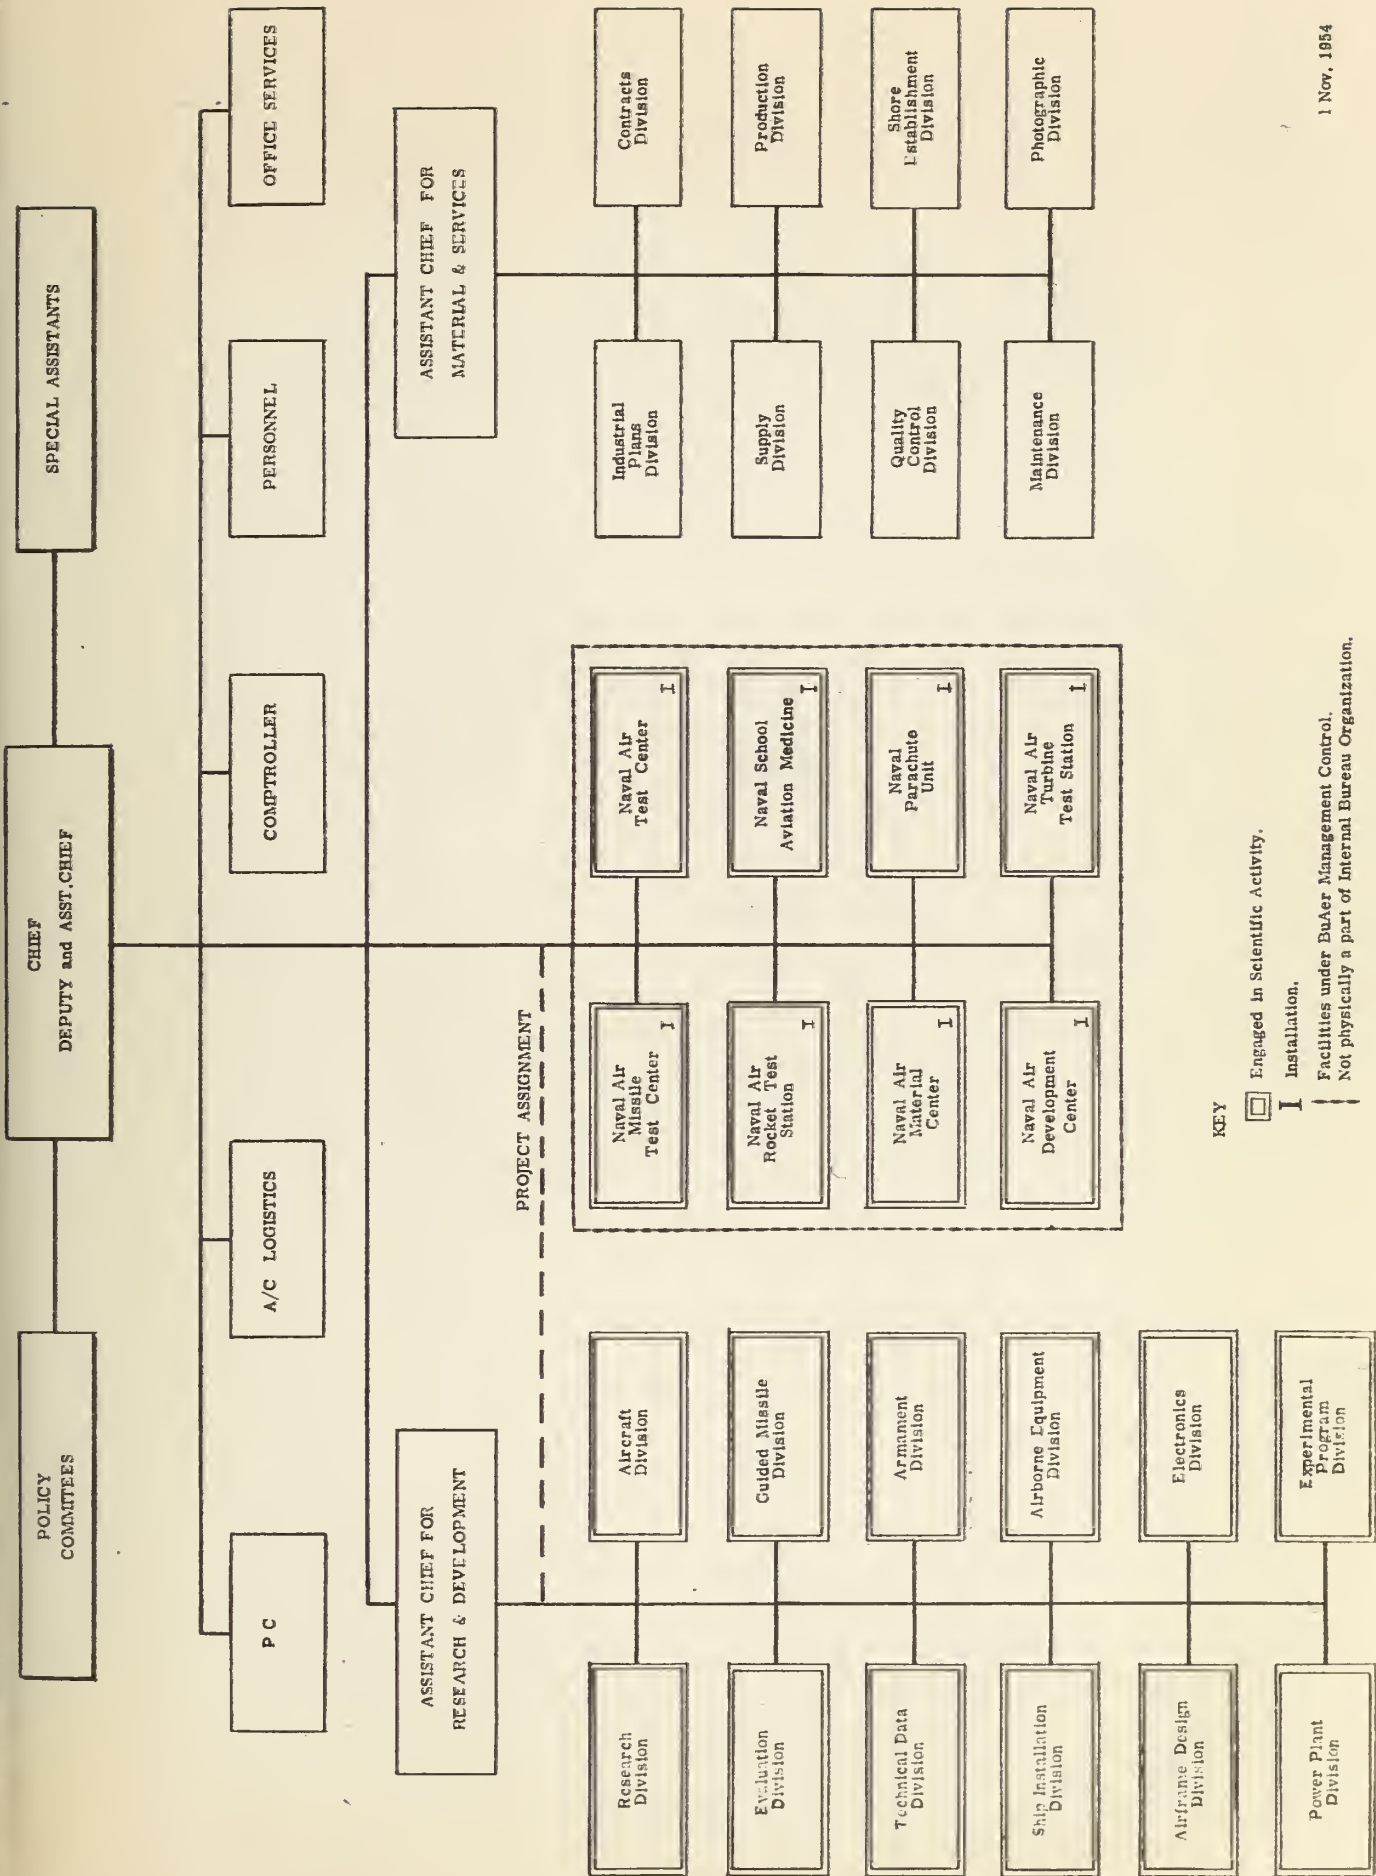 CHIEF
DEPUTY and ASST.CHIEF
POLICY
COMMITEES
SPECIAL ASSISTANTS
P C
A/C LOGISTICS
COMPTROLLER
PERSONNEL
OFFICE SERVICES
ASSISTANT CHIEF FOR
RESEARCH & DEVELOPMENT
ASSISTANT CHIEF FOR
MATERIAL & SERVICES
PROJECT ASSIGNMENT
Research
Division
Aircraft
Division
Evaluation
Division
Guided Missile
Division
Technical Data
Division
Armament
Division
Ship Installation
Division
Airborne Equipment
Division
Airframe Design
Division
Electronics
Division
Power Plant
Division
Experimental
Program
Division
Naval Air
Missile
Test Center
I
Naval Air
Test Center
I
Naval Air
Rocket Test
Station
I
Naval School
Aviation Medicine
I
Naval Air
Material
Center
I
Naval
Parachute
Unit
I
Naval Air
Development
Center
I
Naval Air
Turbine
Test Station
I
Industrial
Plans
Division
Contracts
Division
Supply
Division
Production
Division
Quality
Control
Division
Shore
Establishment
Division
Maintenance
Division
Photographic
Division
KEY
Engaged in Scientific Activity.
I Installation.
Facilities under BuAer Management Control.
Not physically a part of Internal Bureau Organization.
1 Nov. 1954